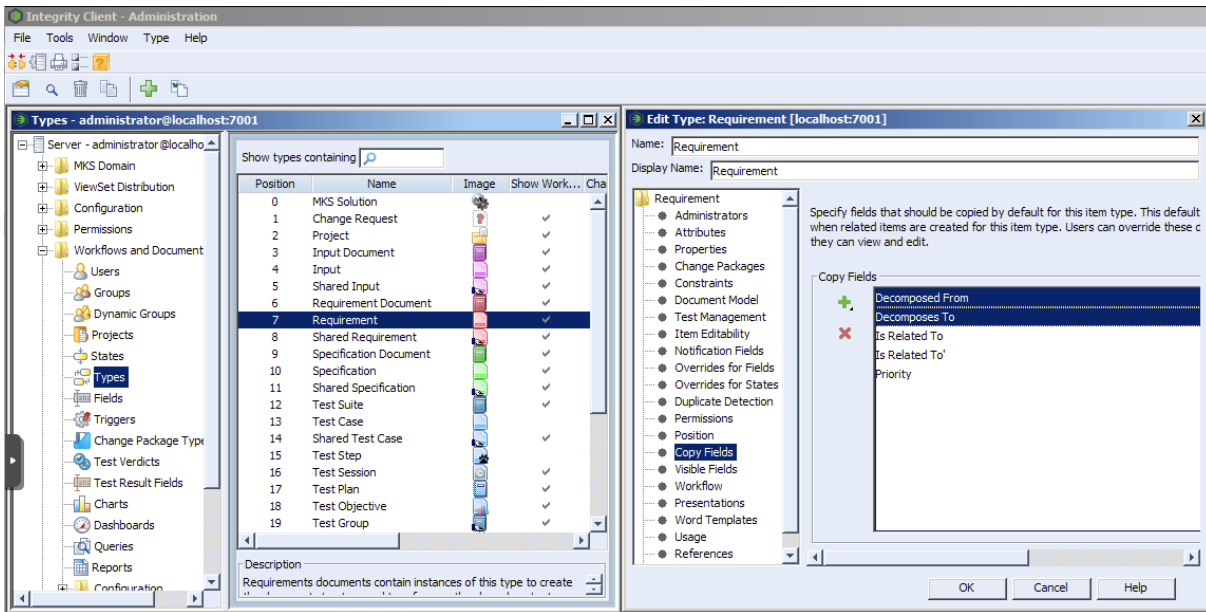 Integrity Client - Administration
File Tools Window Type Help
Types - administrator@localhost:7001
Server - administrator@localho
MKS Domain
ViewSet Distribution
Configuration
Permissions
Workflows and Document
Users
Groups
Dynamic Groups
Projects
States
Types
Fields
Triggers
Change Package Type
Test Verdicts
Test Result Fields
Charts
Dashboards
Queries
Reports
Configuration
Show types containing
Position Name Image Show Work... Cha
0 MKS Solution
1 Change Request
2 Project
3 Input Document
4 Input
5 Shared Input
6 Requirement Document
7 Requirement
8 Shared Requirement
9 Specification Document
10 Specification
11 Shared Specification
12 Test Suite
13 Test Case
14 Shared Test Case
15 Test Step
16 Test Session
17 Test Plan
18 Test Objective
19 Test Group
Description
Requirements documents contain instances of this type to create
Edit Type: Requirement [localhost:7001]
Name: Requirement
Display Name: Requirement
Requirement
Administrators
Attributes
Properties
Change Packages
Constraints
Document Model
Test Management
Item Editability
Notification Fields
Overrides for Fields
Overrides for States
Duplicate Detection
Permissions
Position
Copy Fields
Visible Fields
Workflow
Presentations
Word Templates
Usage
References
Specify fields that should be copied by default for this item type. This default
when related items are created for this item type. Users can override these d
they can view and edit.
Copy Fields
Decomposed From
Decomposes To
Is Related To
Is Related To'
Priority
OK Cancel Help